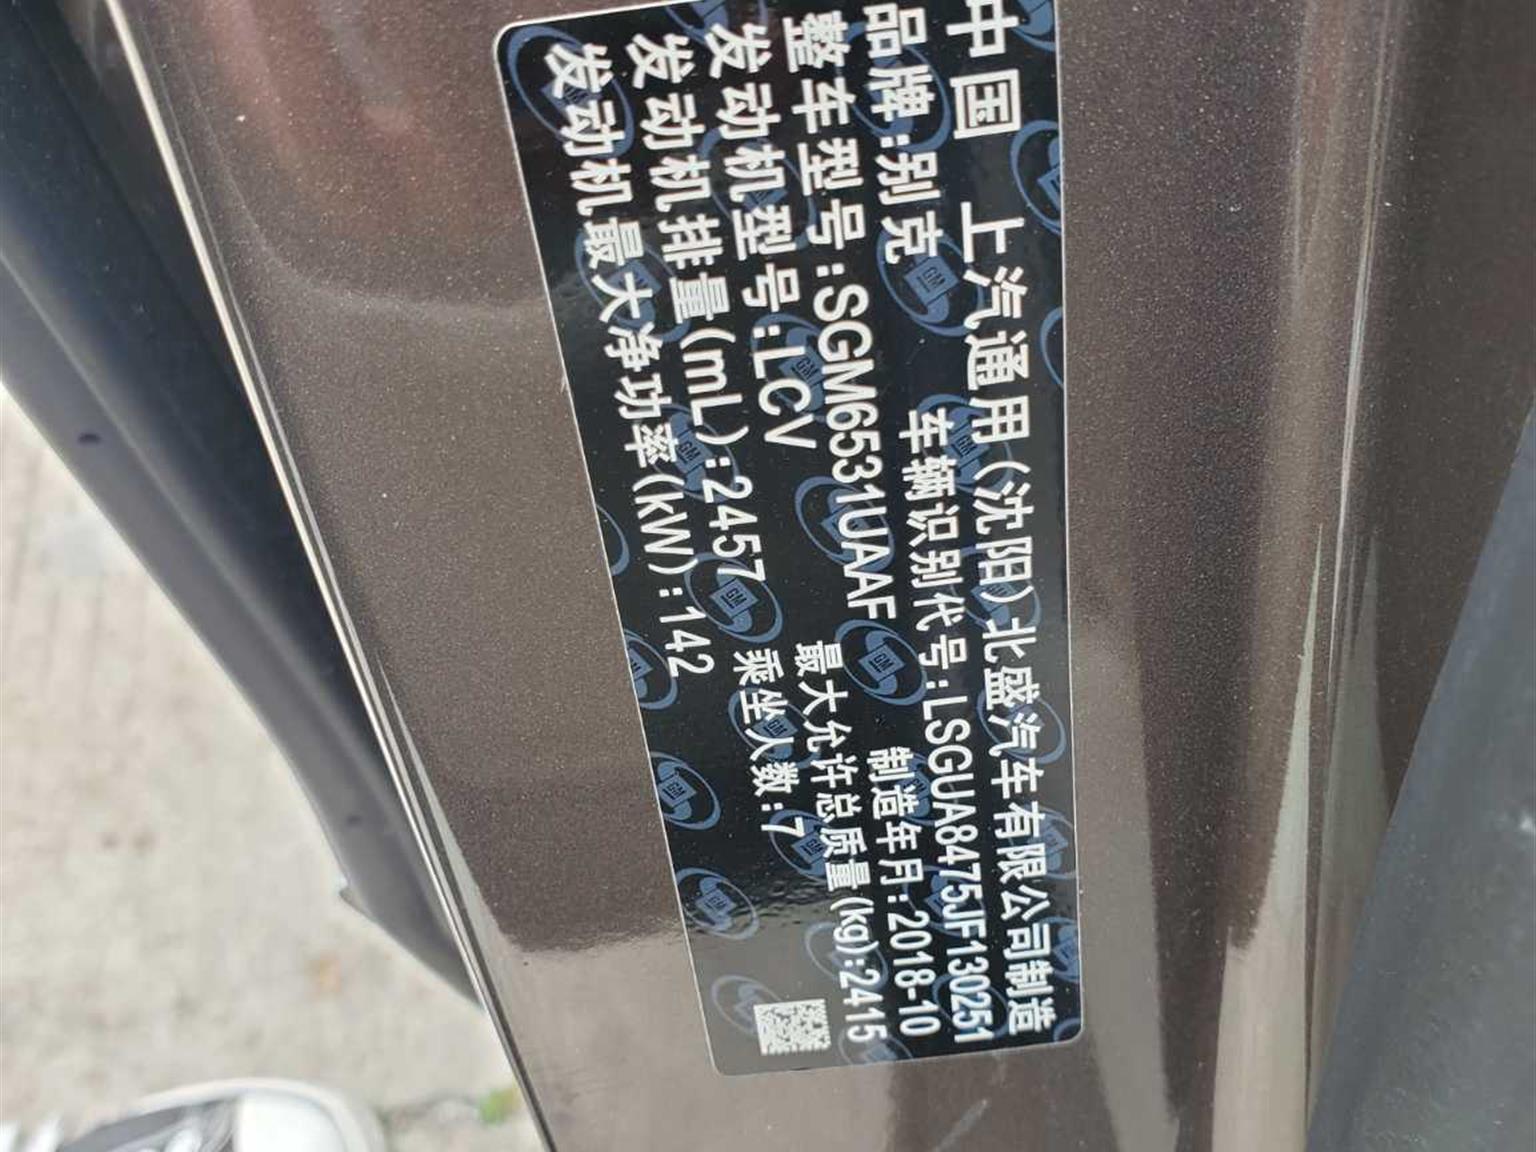 中国 上汽通用(沈阳)北盛汽车有限公司制造
品牌:别克 车辆识别代号:LSGUA8475JF130251
整车型号:SGM6531UAAF 制造年月:2018-10
发动机型号:LCV 最大允许总质量(kg):2415
发动机排量(mL):2457 乘坐人数:7
发动机最大净功率(kW):142